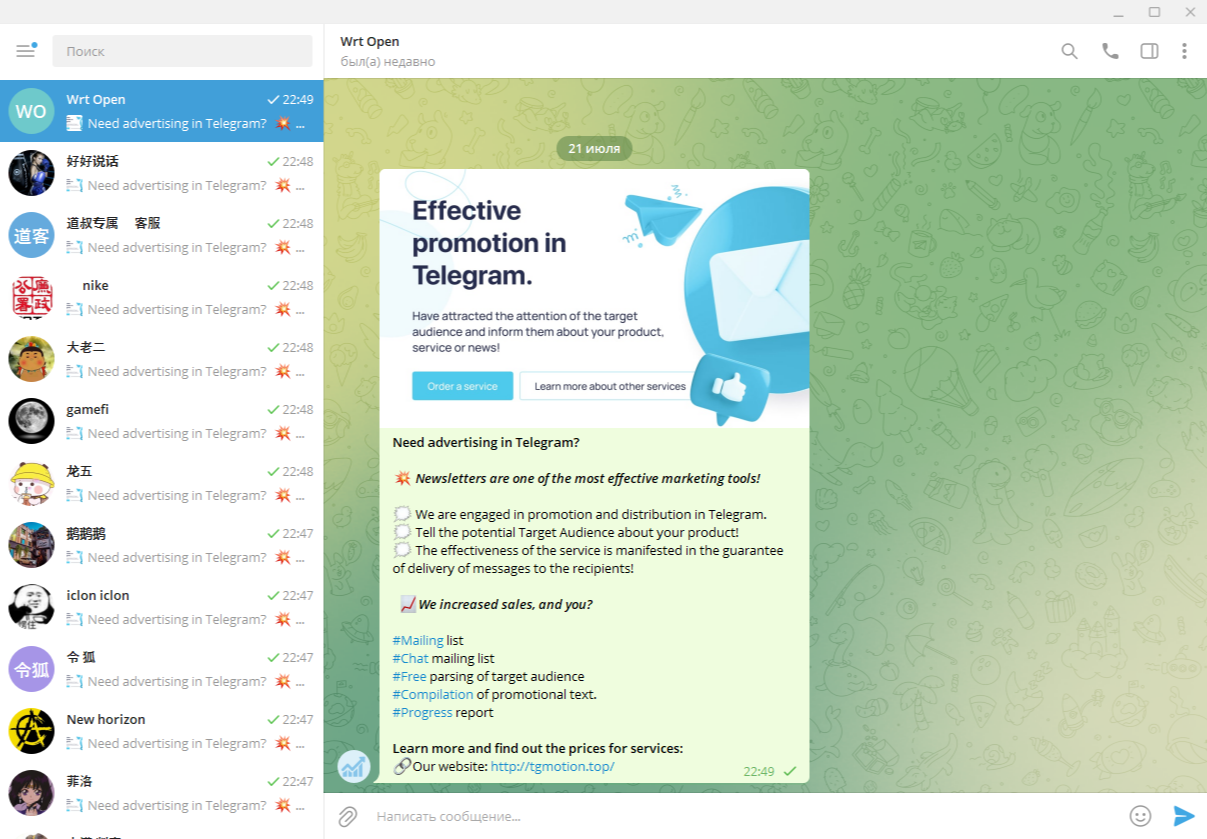 Поиск
WO
Wrt Open
22:49
Need advertising in Telegram? ...
好好说话
22:48
Need advertising in Telegram? ...
道客
道叔专属 客服
22:48
Need advertising in Telegram? ...
nike
22:48
Need advertising in Telegram? ...
大老二
22:48
Need advertising in Telegram? ...
gamefi
22:48
Need advertising in Telegram? ...
龙五
22:48
Need advertising in Telegram? ...
鹅鹅鹅
22:47
Need advertising in Telegram? ...
iclon iclon
22:47
Need advertising in Telegram? ...
令狐
令 狐
22:47
Need advertising in Telegram? ...
New horizon
22:47
Need advertising in Telegram? ...
菲洛
22:47
Need advertising in Telegram? ...
Wrt Open
был(а) недавно
21 июля
Effective
promotion in
Telegram.
Have attracted the attention of the target
audience and inform them about your product,
service or news!
Order a service
Learn more about other services
Need advertising in Telegram?
Newsletters are one of the most effective marketing tools!
We are engaged in promotion and distribution in Telegram.
Tell the potential Target Audience about your product!
The effectiveness of the service is manifested in the guarantee
of delivery of messages to the recipients!
We increased sales, and you?
#Mailing list
#Chat mailing list
#Free parsing of target audience
#Compilation of promotional text.
#Progress report
Learn more and find out the prices for services:
Our website: http://tgmotion.top/
22:49
Написать сообщение...